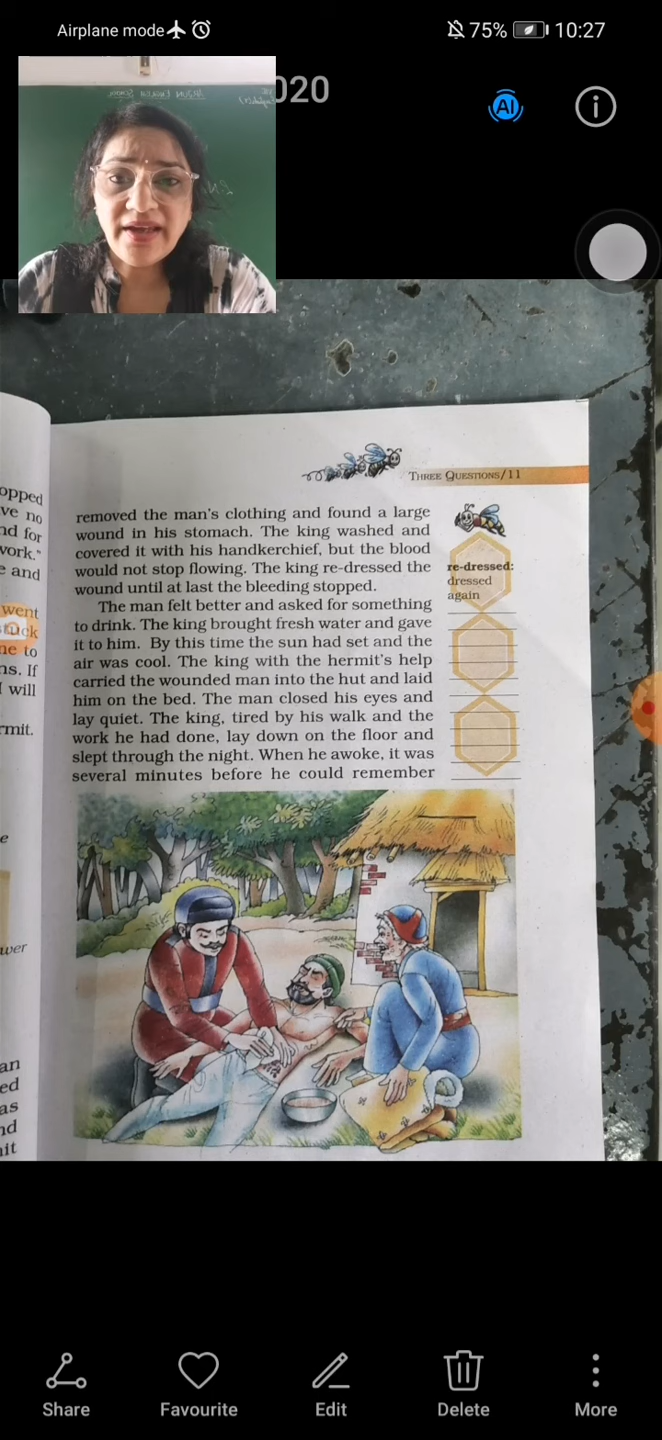 Airplane mode
75%
10:27
020
AI
THREE QUESTIONS/11
opped
ve no
nd for
work."
e and
went
stuck
me to
ns. If
I will
rmit.
e
wer
an
ed
as
nd
it
removed the man's clothing and found a large
wound in his stomach. The king washed and
covered it with his handkerchief, but the blood
would not stop flowing. The king re-dressed the
wound until at last the bleeding stopped.
The man felt better and asked for something
to drink. The king brought fresh water and gave
it to him. By this time the sun had set and the
air was cool. The king with the hermit's help
carried the wounded man into the hut and laid
him on the bed. The man closed his eyes and
lay quiet. The king, tired by his walk and the
work he had done, lay down on the floor and
slept through the night. When he awoke, it was
several minutes before he could remember
re-dressed:
dressed
again
Share
Favourite
Edit
Delete
More